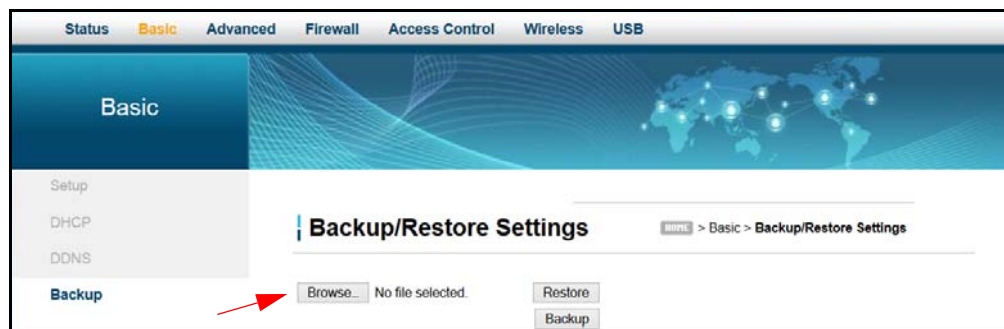 Status Basic Advanced Firewall Access Control Wireless USB
Basic
Setup
DHCP
DDNS
Backup
Backup/Restore Settings
HOME > Basic > Backup/Restore Settings
Browse... No file selected. Restore
Backup